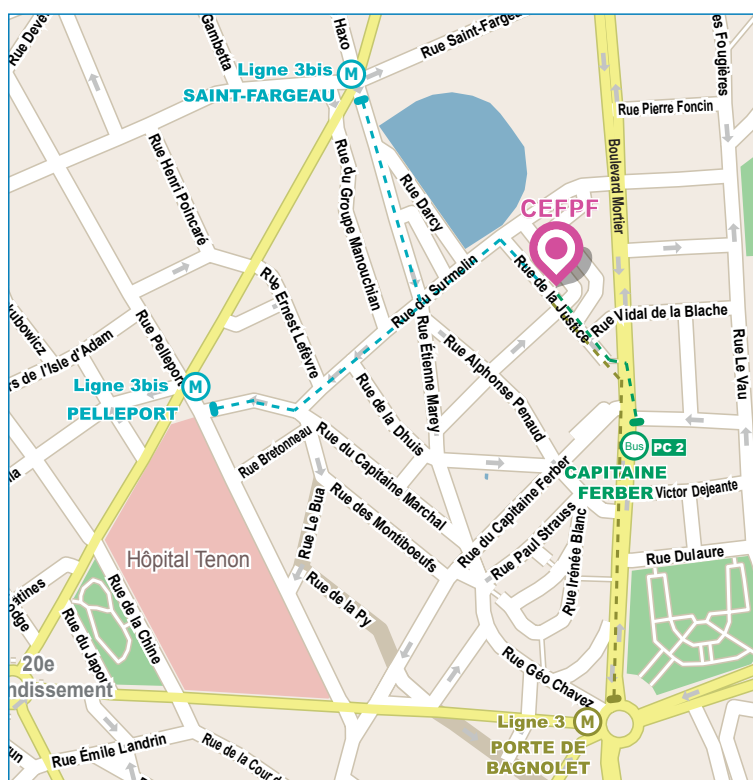 Haxo
Gambetta
Rue Saint-Farge
Ligne 3bis
M
SAINT-FARGEAU
Rue Pierre Foncin
Rue Henri Poincaré
Rue du Groupe Manouchian
Rue Darcy
Boulevard Mortier
CEFPF
Rue de la Justice
Rue du Surmelin
Rue Ernest Lefèvre
Rue Vidal de la Blache
Rue Pelleport
Rue Étienne Marey
Rue Alphonse Penaud
Rue Le Vau
rs de l'Isle d'Adam
Ligne 3bis
M
PELLEPORT
Rue de la Dhuis
Rue Bretonneau
Rue du Capitaine Marchal
Bus
PC 2
CAPITAINE
FERBER
Victor Dejeante
Rue du Capitaine Ferber
Rue Le Bua
Rue des Montiboeufs
Rue Paul Strauss
Rue Irénée Blanc
Rue Dulaure
Hôpital Tenon
Rue de la Py
Rue de la Chine
Rue du Japon
20e
ndissement
Rue Géo Chavez
Ligne 3
M
PORTE DE
BAGNOLET
Rue Émile Landrin
Rue de la Cour d